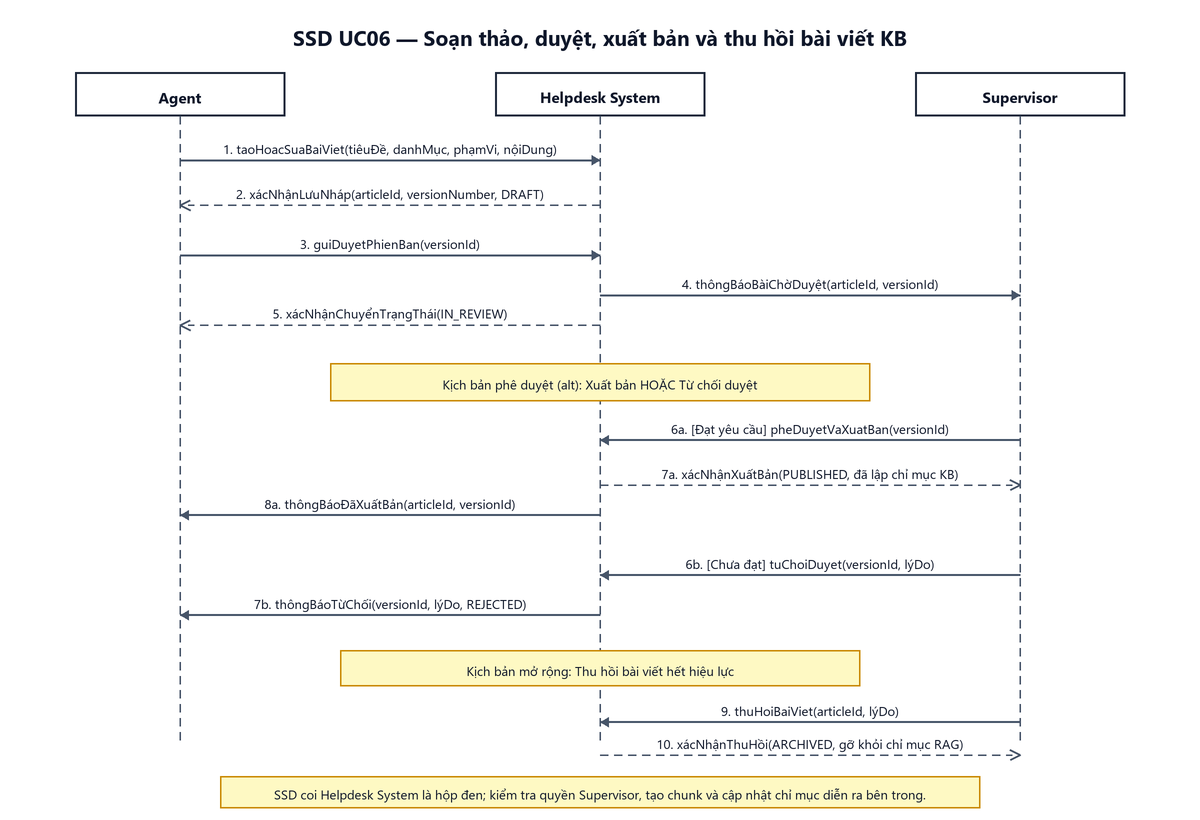 SSD UC06 — Soạn thảo, duyệt, xuất bản và thu hồi bài viết KB
Agent
Helpdesk System
Supervisor
1. taoHoacSuaBaiViet(tiêuĐề, danhMục, phạmVi, nộiDung)
2. xácNhậnLưuNháp(articleId, versionNumber, DRAFT)
3. guiDuyetPhienBan(versionId)
4. thôngBáoBàiChờDuyệt(articleId, versionId)
5. xácNhậnChuyểnTrạngThái(IN_REVIEW)
Kịch bản phê duyệt (alt): Xuất bản HOẶC Từ chối duyệt
6a. [Đạt yêu cầu] pheDuyetVaXuatBan(versionId)
7a. xácNhậnXuấtBản(PUBLISHED, đã lập chỉ mục KB)
8a. thôngBáoĐãXuấtBản(articleId, versionId)
6b. [Chưa đạt] tuChoiDuyet(versionId, lýDo)
7b. thôngBáoTừChối(versionId, lýDo, REJECTED)
Kịch bản mở rộng: Thu hồi bài viết hết hiệu lực
9. thuHoiBaiViet(articleId, lýDo)
10. xácNhậnThuHồi(ARCHIVED, gỡ khỏi chỉ mục RAG)
SSD coi Helpdesk System là hộp đen; kiểm tra quyền Supervisor, tạo chunk và cập nhật chỉ mục diễn ra bên trong.